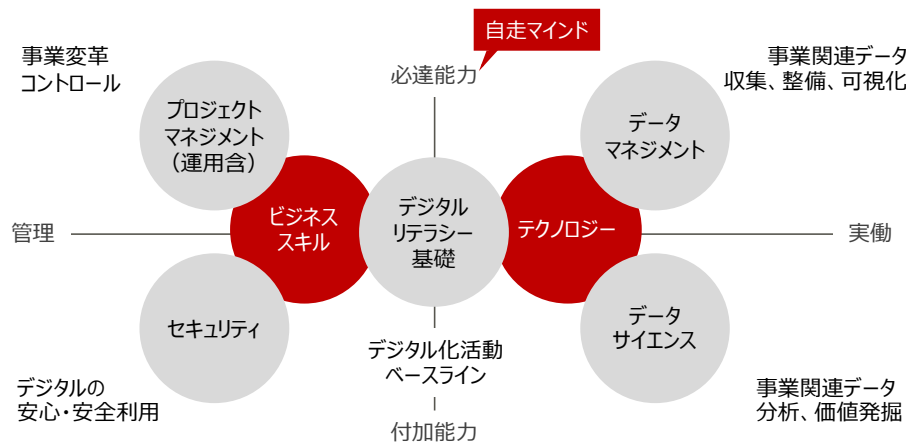 自走マインド
必達能力
事業変革
コントロール
事業関連データ
収集、整備、可視化
プロジェクト
マネジメント
（運用含）
データ
マネジメント
管理
ビジネス
スキル
デジタル
リテラシー
基礎
テクノロジー
実働
セキュリティ
データ
サイエンス
デジタル化活動
ベースライン
デジタルの
安心・安全利用
事業関連データ
分析、価値発掘
付加能力